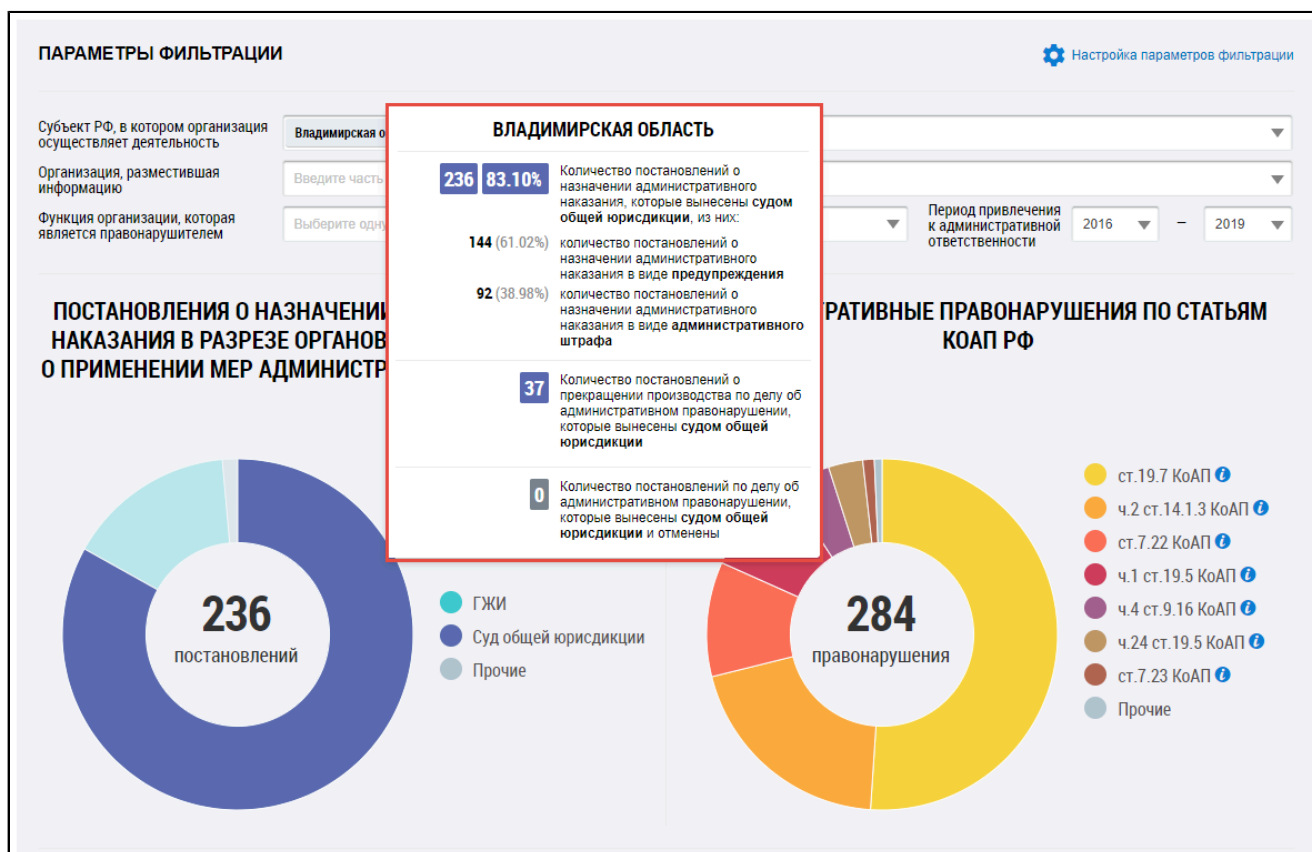 ПАРАМЕТРЫ ФИЛЬТРАЦИИ
Настройка параметров фильтрации
Субъект РФ, в котором организация
осуществляет деятельность
Владимирская о
Организация, разместившая
информацию
Введите часть
Функция организации, которая
является правонарушителем
Выберите одну
Период привлечения
к административной
ответственности
2016
–
2019
ВЛАДИМИРСКАЯ ОБЛАСТЬ
236 83.10%
Количество постановлений о
назначении административного
наказания, которые вынесены судом
общей юрисдикции, из них:
144 (61.02%)
количество постановлений о
назначении административного
наказания в виде предупреждения
92 (38.98%)
количество постановлений о
назначении административного
наказания в виде административного
штрафа
37
Количество постановлений о
прекращении производства по делу об
административном правонарушении,
которые вынесены судом общей
юрисдикции
0
Количество постановлений по делу об
административном правонарушении,
которые вынесены судом общей
юрисдикции и отменены
ПОСТАНОВЛЕНИЯ О НАЗНАЧЕНИИ
НАКАЗАНИЯ В РАЗРЕЗЕ ОРГАНОВ
О ПРИМЕНЕНИИ МЕР АДМИНИСТР
236
постановлений
ГЖИ
Суд общей юрисдикции
Прочие
РАТИВНЫЕ ПРАВОНАРУШЕНИЯ ПО СТАТЬЯМ
КОАП РФ
284
правонарушения
ст.19.7 КоАП
ч.2 ст.14.1.3 КоАП
ст.7.22 КоАП
ч.1 ст.19.5 КоАП
ч.4 ст.9.16 КоАП
ч.24 ст.19.5 КоАП
ст.7.23 КоАП
Прочие